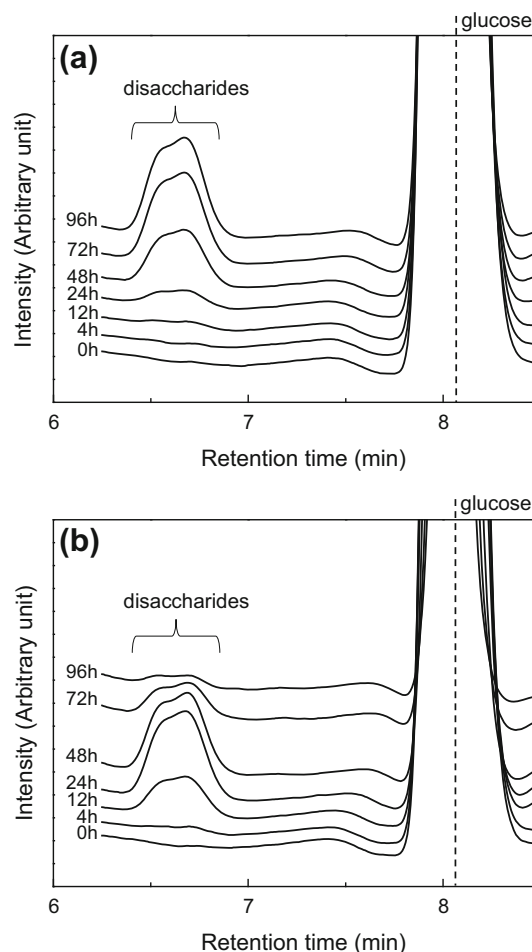 glucose
(a)
disaccharides
96h
72h
48h
24h
12h
4h
0h
Intensity (Arbitrary unit)
6 7 8
Retention time (min)
glucose
(b)
disaccharides
96h
72h
48h
24h
12h
4h
0h
Intensity (Arbitrary unit)
6 7 8
Retention time (min)